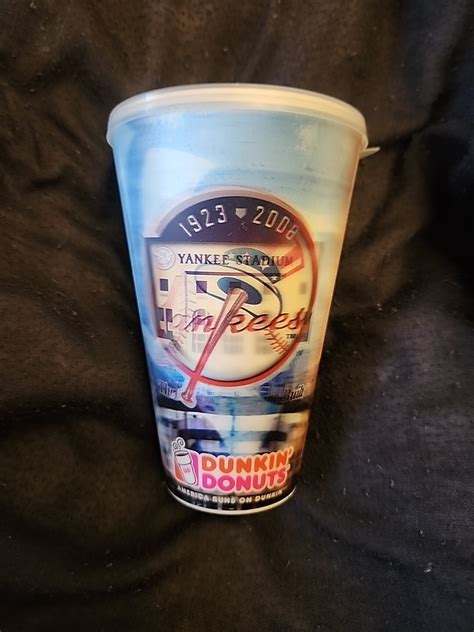 1923 2008
YANKEE STADIUM
Yankees
DUNKIN'
DONUTS
AMERICA RUNS ON DUNKIN'